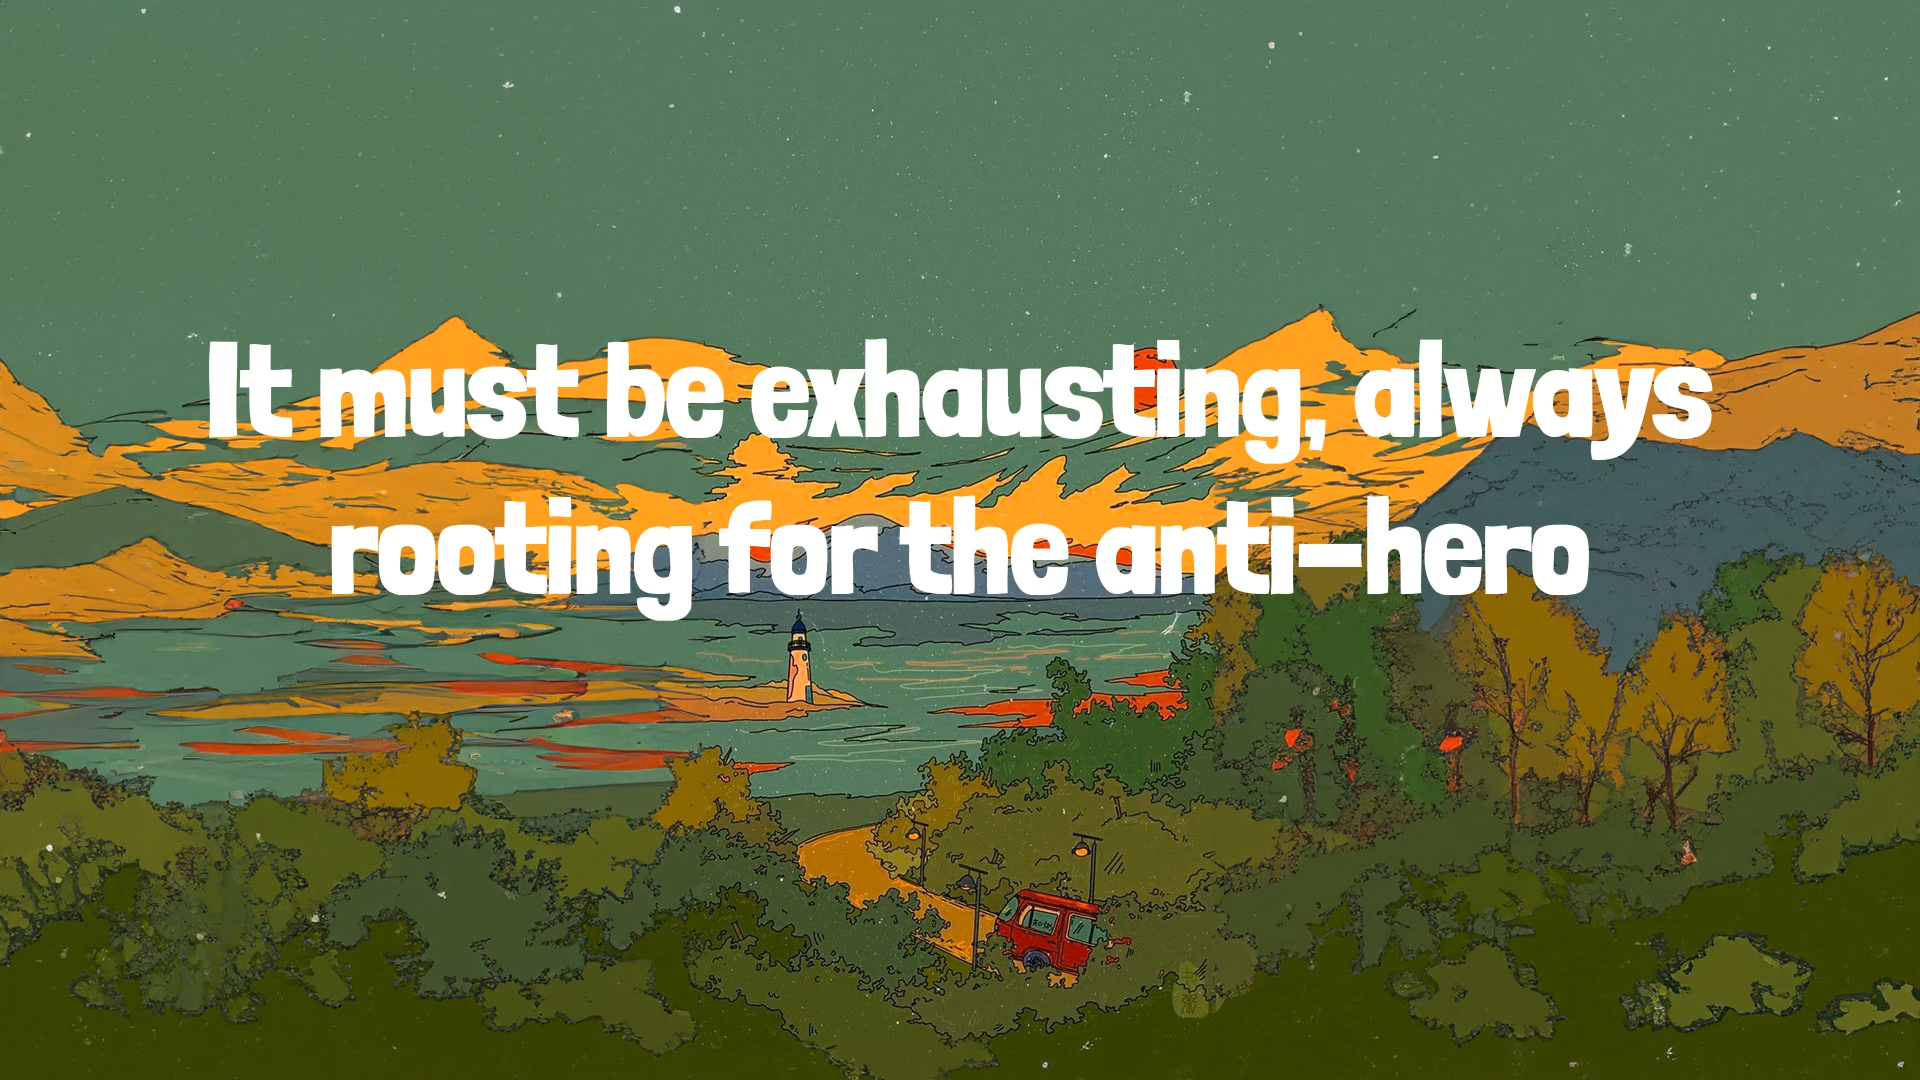 It must be exhausting, always
rooting for the anti-hero